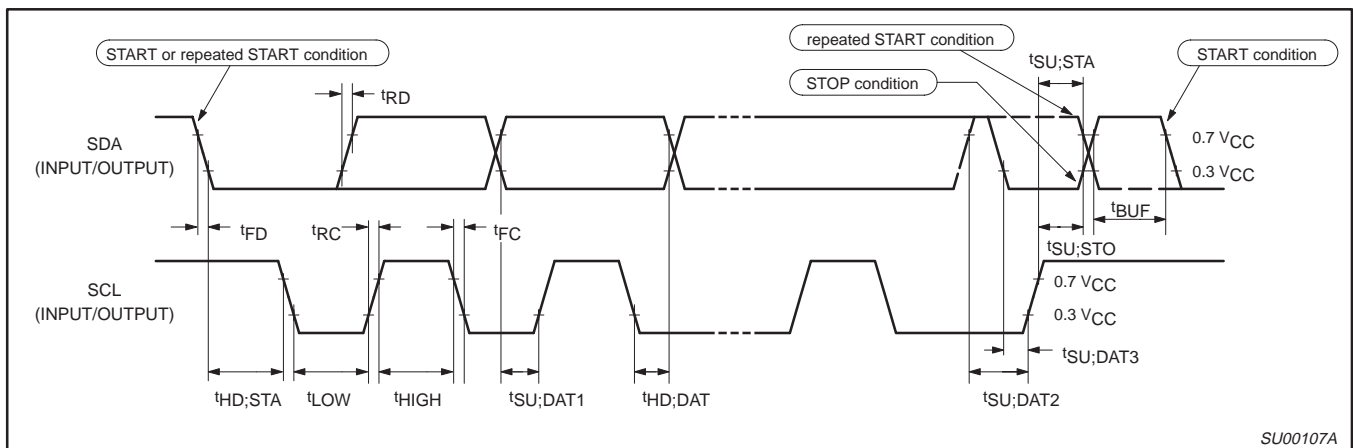 START or repeated START condition
repeated START condition
tSU;STA
START condition
STOP condition
tRD
SDA
(INPUT/OUTPUT)
0.7 VCC
0.3 VCC
tBUF
tFD
tRC
tFC
tSU;STO
SCL
(INPUT/OUTPUT)
0.7 VCC
0.3 VCC
tSU;DAT3
tHD;STA
tLOW
tHIGH
tSU;DAT1
tHD;DAT
tSU;DAT2
SU00107A